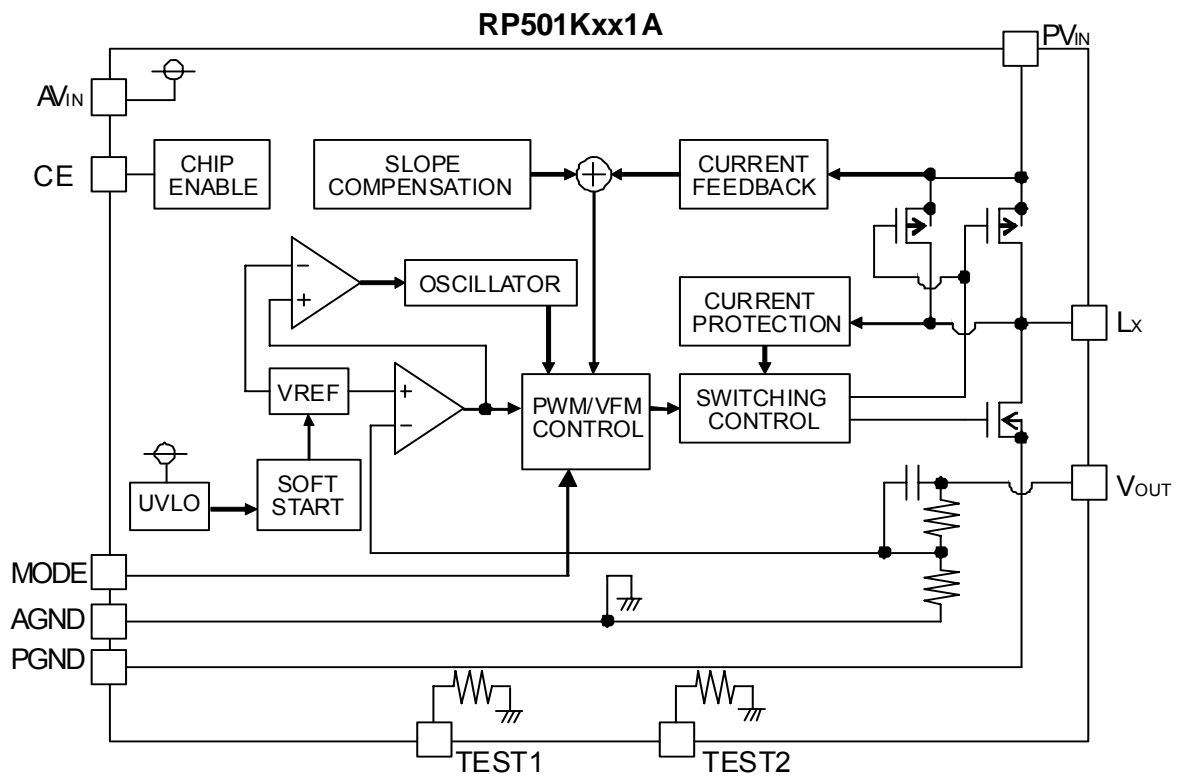 RP501Kxx1A
PVIN
AVIN
CE
CHIP
ENABLE
SLOPE
COMPENSATION
+
CURRENT
FEEDBACK
−
+
OSCILLATOR
CURRENT
PROTECTION
LX
VREF
+
−
PWM/VFM
CONTROL
SWITCHING
CONTROL
UVLO
SOFT
START
VOUT
MODE
AGND
PGND
TEST1
TEST2